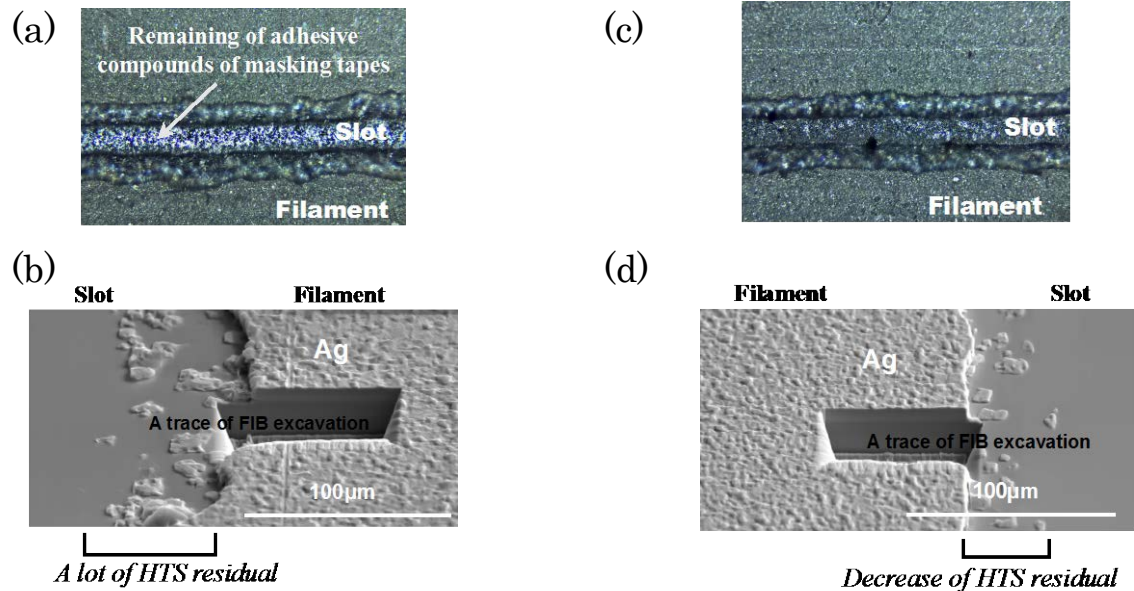 (a)
Remaining of adhesive
compounds of masking tapes
Slot
Filament
(b)
Slot Filament
Ag
A trace of FIB excavation
100μm
A lot of HTS residual
(c)
Slot
Filament
(d)
Filament Slot
Ag
A trace of FIB excavation
100μm
Decrease of HTS residual